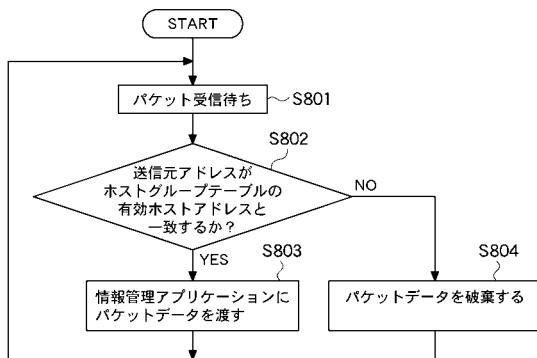 START
パケット受信待ち
S801
S802
送信元アドレスが
ホストグループテーブルの
有効ホストアドレスと
一致するか？
NO
YES
S803
情報管理アプリケーションに
パケットデータを渡す
S804
パケットデータを破棄する